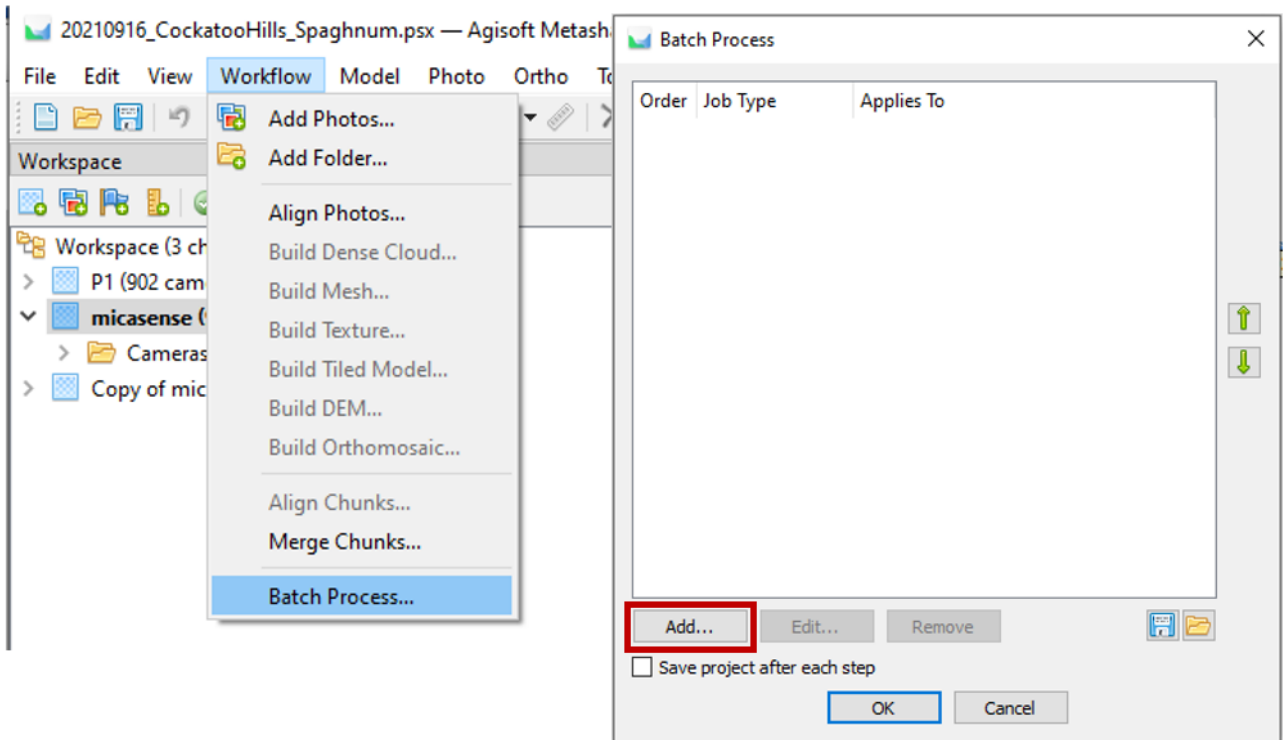 20210916_CockatooHills_Spaghnum.psx — Agisoft Metasha
File Edit View Workflow Model Photo Ortho To
Workspace
Workspace (3 ch
P1 (902 cam
micasense (
Cameras
Copy of mic
Add Photos...
Add Folder...
Align Photos...
Build Dense Cloud...
Build Mesh...
Build Texture...
Build Tiled Model...
Build DEM...
Build Orthomosaic...
Align Chunks...
Merge Chunks...
Batch Process...
Batch Process
Order Job Type Applies To
Add... Edit... Remove
Save project after each step
OK Cancel